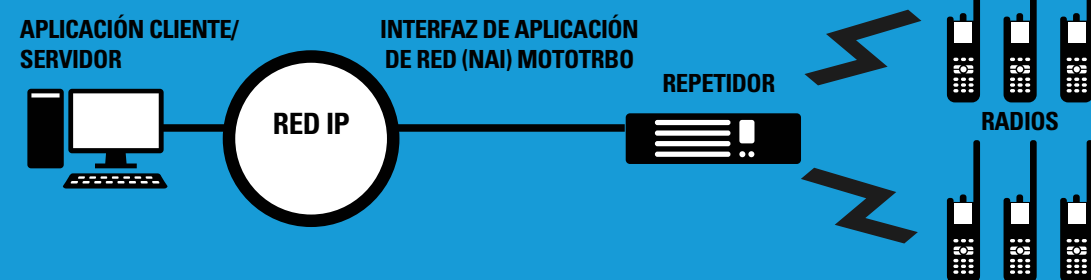 APLICACIÓN CLIENTE/
SERVIDOR
INTERFAZ DE APLICACIÓN
DE RED (NAI) MOTOTRBO
RED IP
REPETIDOR
RADIOS